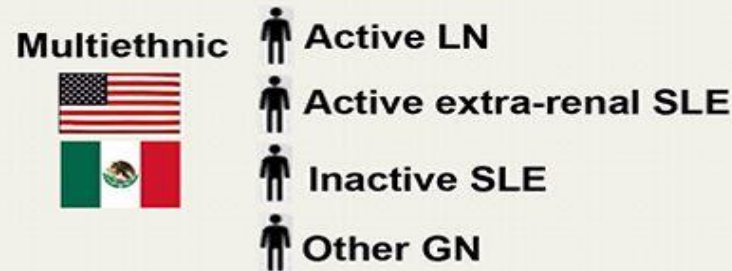 Multiethnic
Active LN
Active extra-renal SLE
Inactive SLE
Other GN